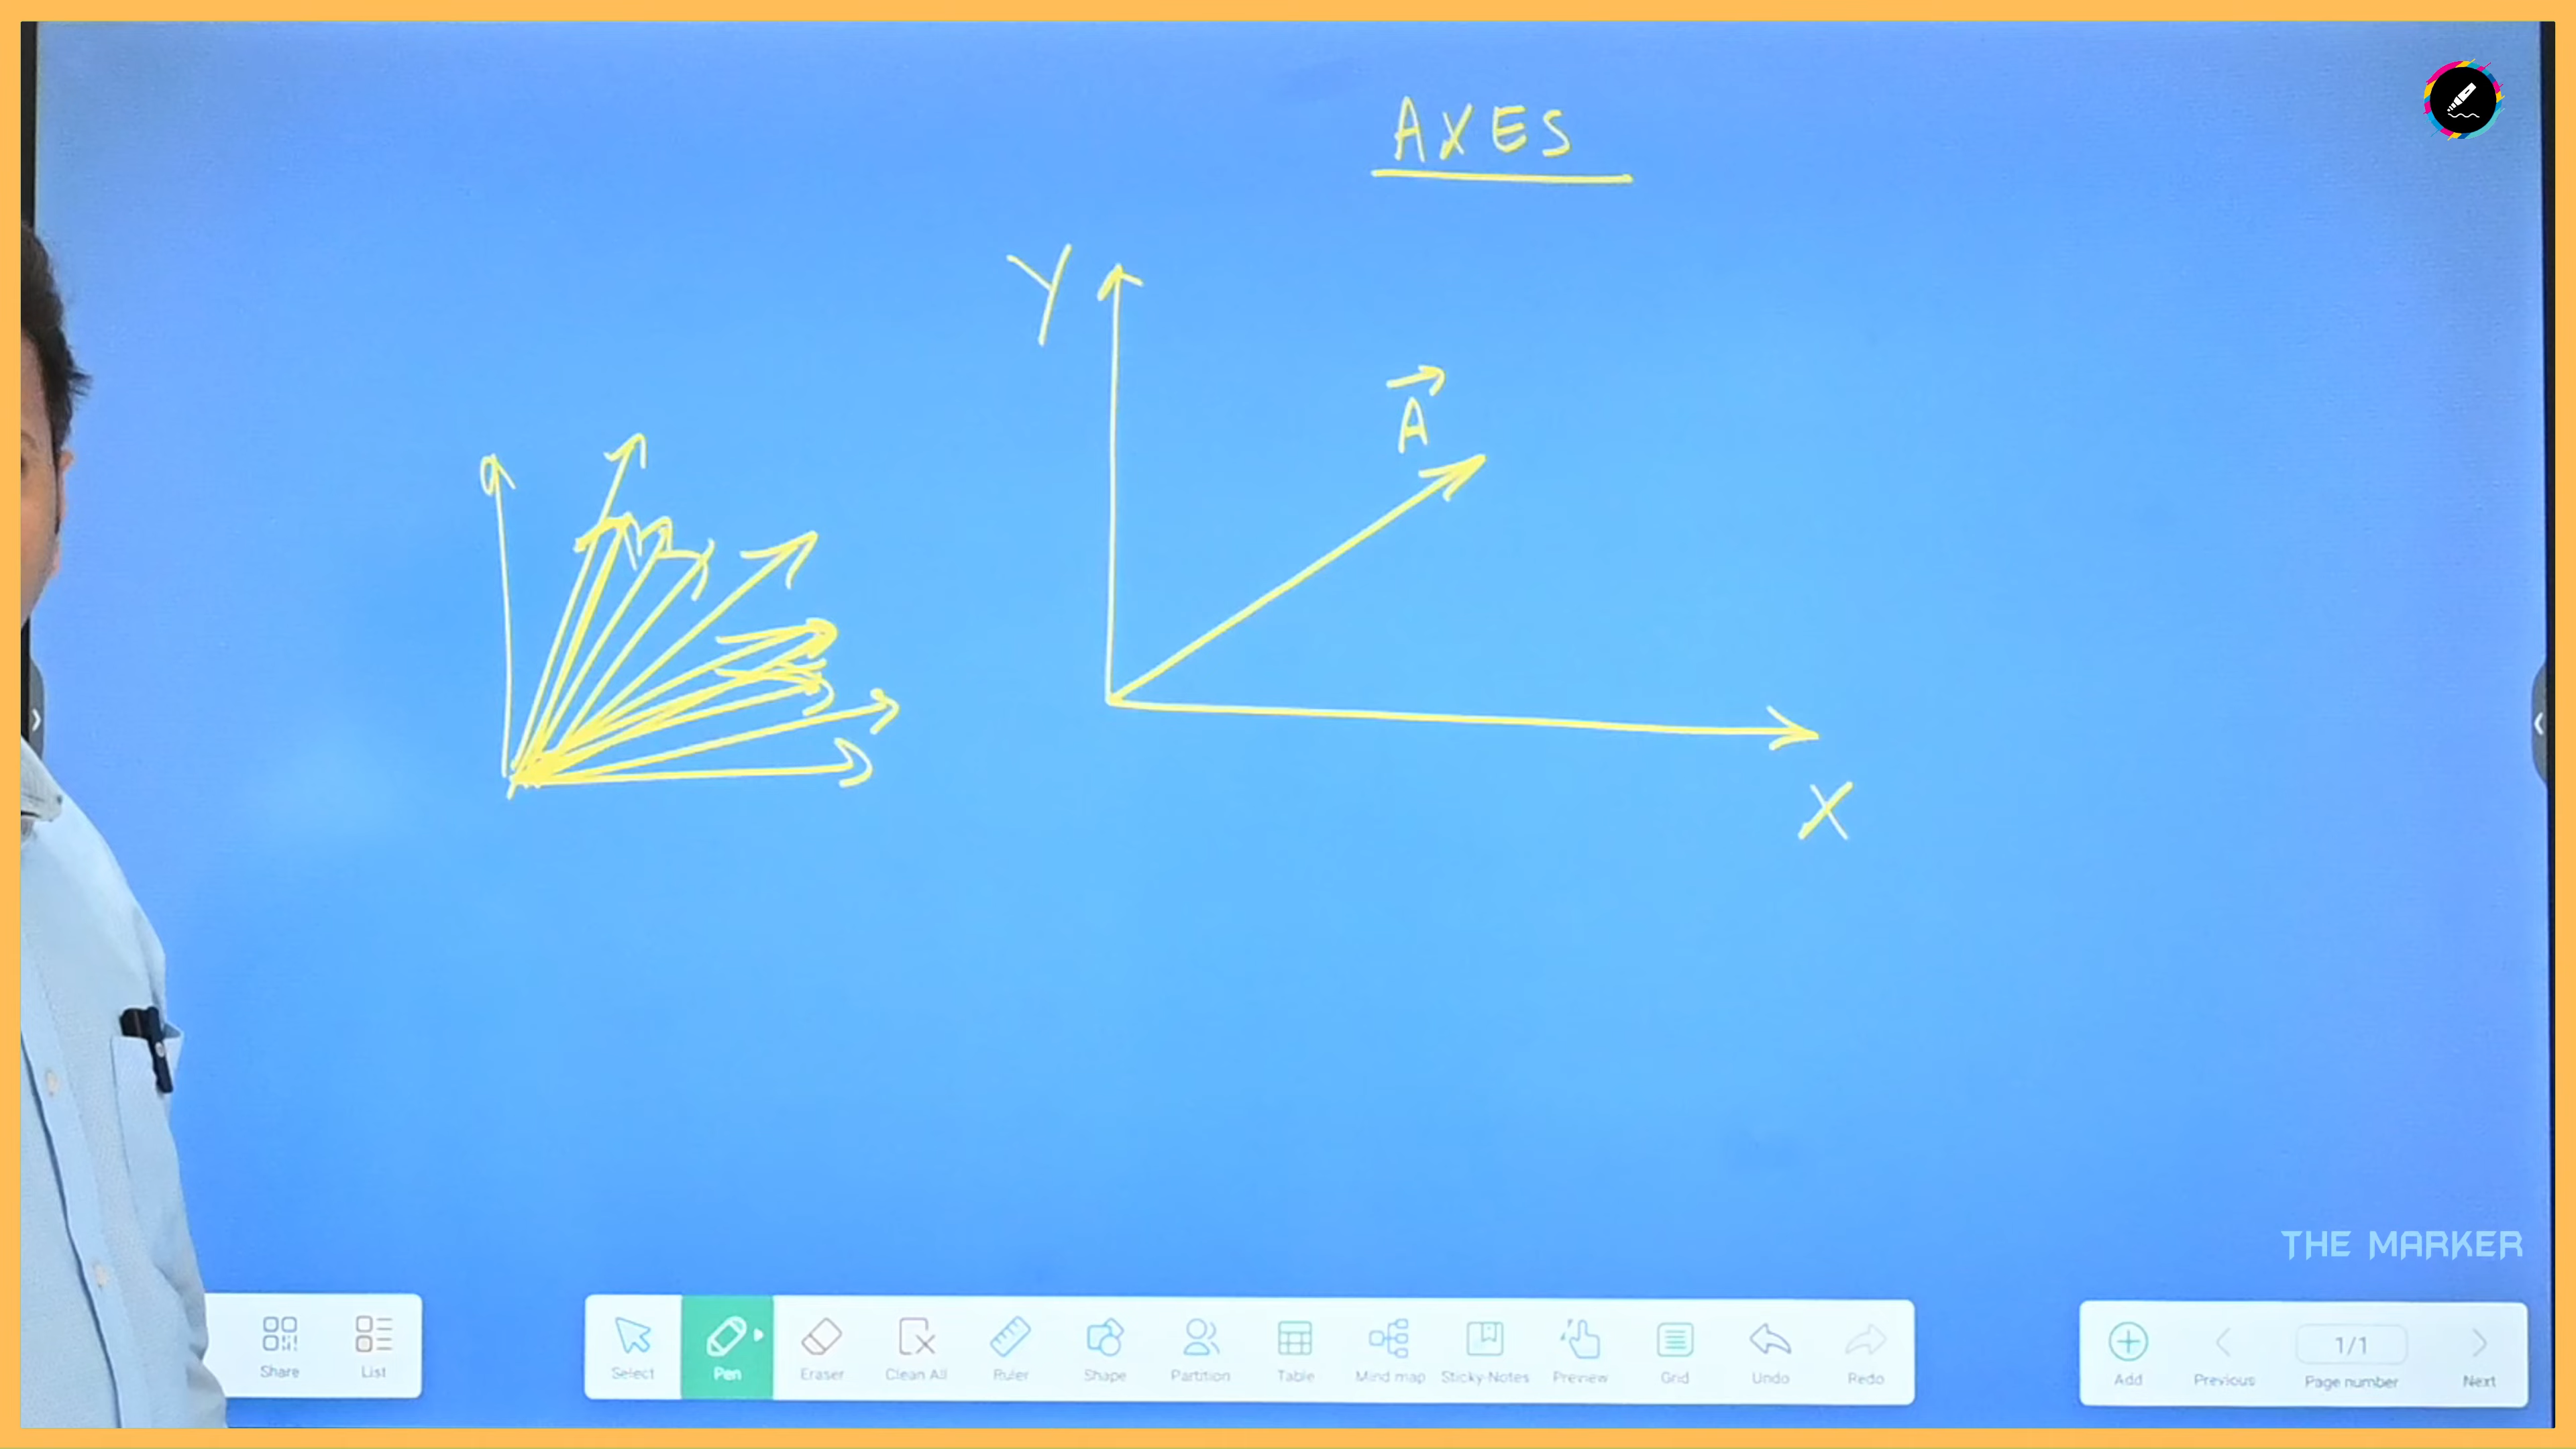 AXES
Y
A
X
THE MARKER
Share
List
Select
Pen
Eraser
Clean All
Ruler
Shape
Partition
Table
Mind map
Sticky-Notes
Preview
Grid
Undo
Redo
Add
Previous
1/1
Page number
Next